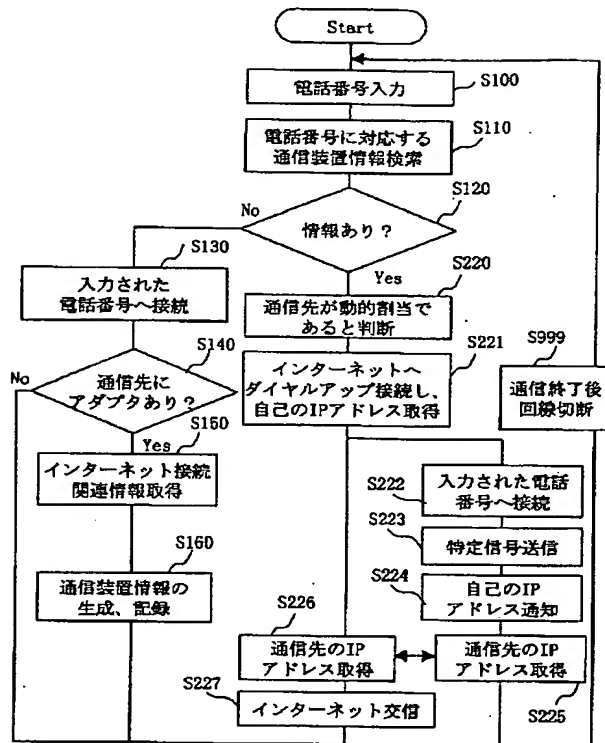 Start
電話番号入力
S100
電話番号に対応する
通信装置情報検索
S110
S120
No
情報あり？
Yes
S130
入力された
電話番号へ接続
S220
通信先が動的割当で
あると判断
S140
No
通信先に
アダプタあり？
Yes
S221
インターネットへ
ダイヤルアップ接続し、
自己のIPアドレス取得
S999
通信終了後
回線切断
S150
インターネット接続
関連情報取得
S222
入力された電話
番号へ接続
S223
特定信号送信
S160
通信装置情報の
生成、記録
S224
自己のIP
アドレス通知
S226
通信先のIP
アドレス取得
通信先のIP
アドレス取得
S225
S227
インターネット交信